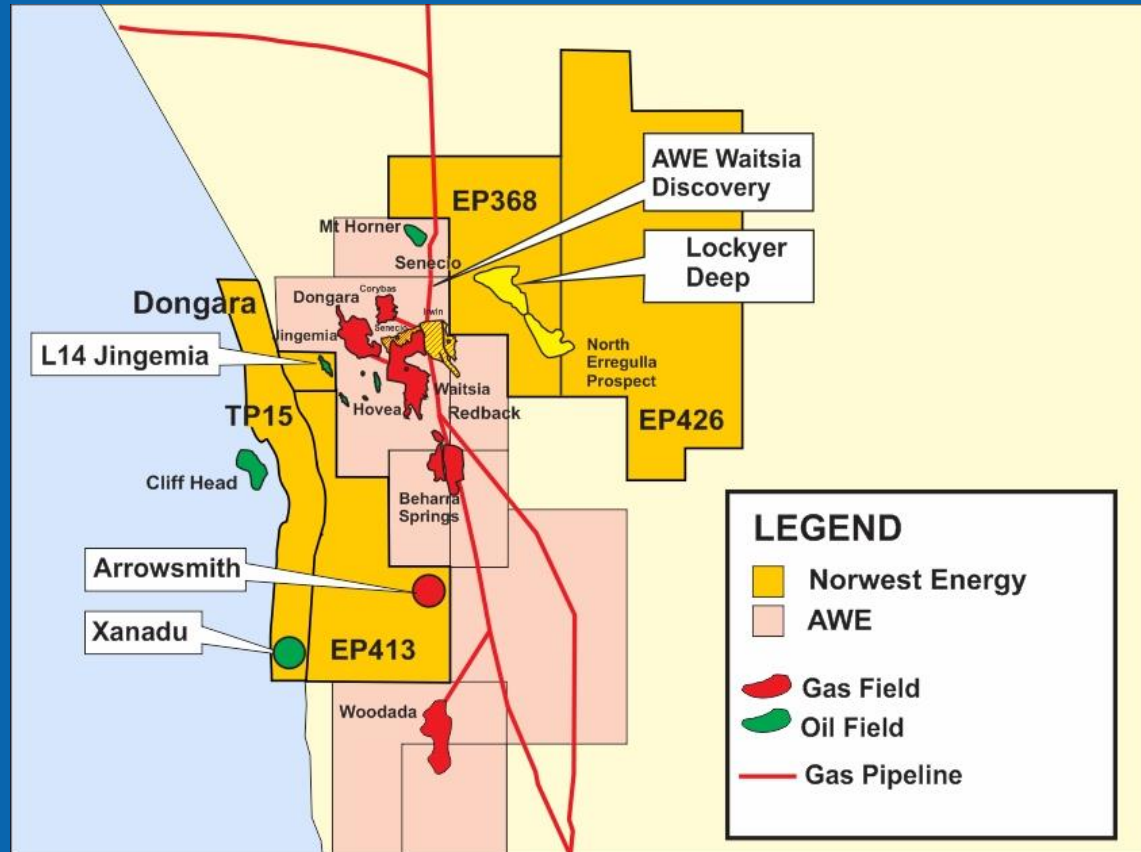 AWE Waitsia
Discovery
EP368
Mt Horner
Senecio
Lockyer
Deep
Dongara
Dongara
Corybas
Irwin
Senecio
Jingemia
L14 Jingemia
North
Erregulla
Prospect
Waitsia
Hovea
Redback
TP15
EP426
Cliff Head
Beharra
Springs
Arrowsmith
Xanadu
EP413
Woodada
LEGEND
Norwest Energy
AWE
Gas Field
Oil Field
Gas Pipeline